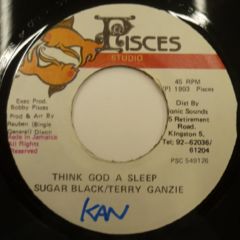 Pisces
STUDIO
Exec Prod.
Bobby Pisces
Prod & Arr By
Reuben (Bingie
General) Dixon
Made in Jamaica
All Rights
Reserved
45 RPM
(P) 1993 Pisces
Dist By
Sonic Sounds
25 Retirement
Road,
Kingston 5,
Tel; 92-62036/
61204
PSC 549126
THINK GOD A SLEEP
SUGAR BLACK/TERRY GANZIE
KAN